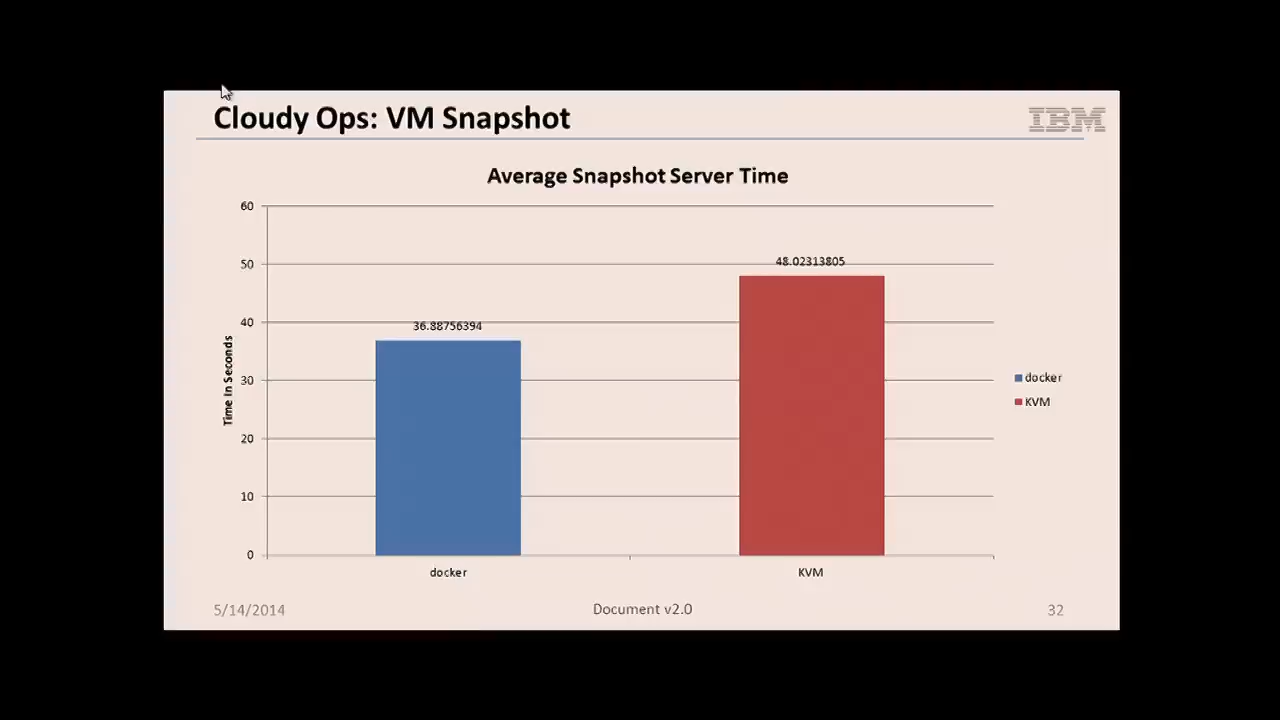 Cloudy Ops: VM Snapshot
IBM
Average Snapshot Server Time
60
50
40
30
20
10
0
Time In Seconds
36.88756394
48.02313805
docker
KVM
docker
KVM
5/14/2014
Document v2.0
32